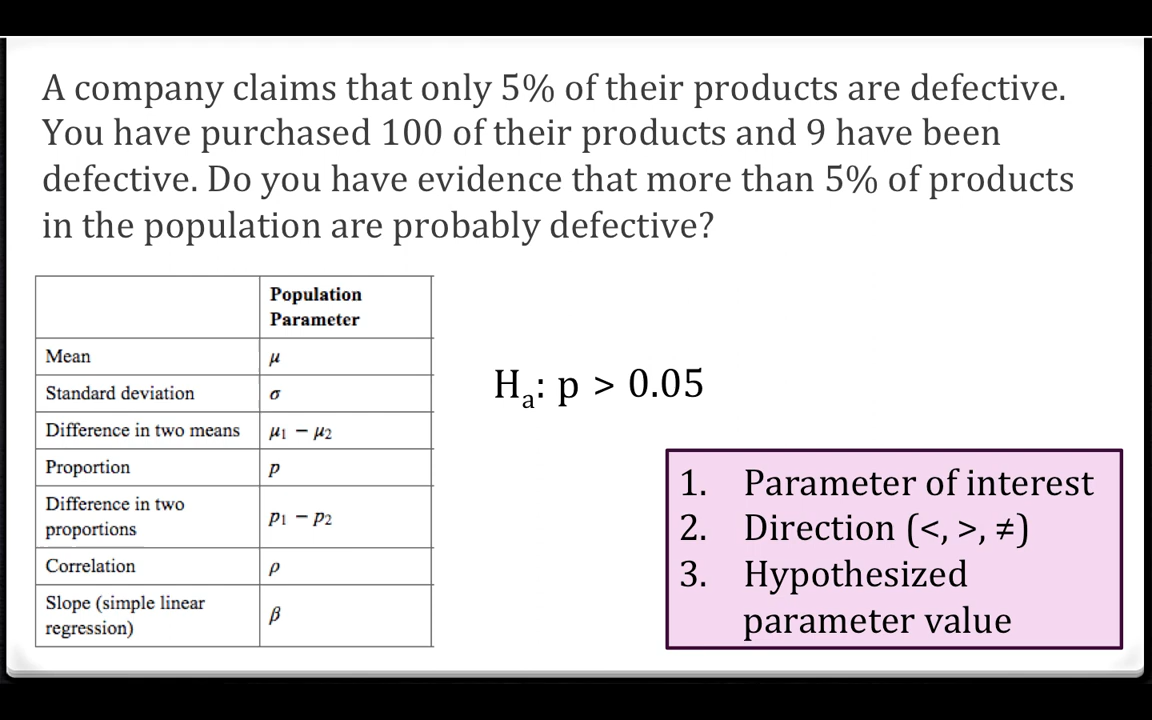 A company claims that only 5% of their products are defective.
You have purchased 100 of their products and 9 have been
defective. Do you have evidence that more than 5% of products
in the population are probably defective?
Population
Parameter
Mean μ
Standard deviation σ
Difference in two means μ₁ − μ₂
Proportion p
Difference in two
proportions p₁ − p₂
Correlation ρ
Slope (simple linear
regression) β
Hₐ: p > 0.05
1. Parameter of interest
2. Direction (<, >, ≠)
3. Hypothesized
parameter value